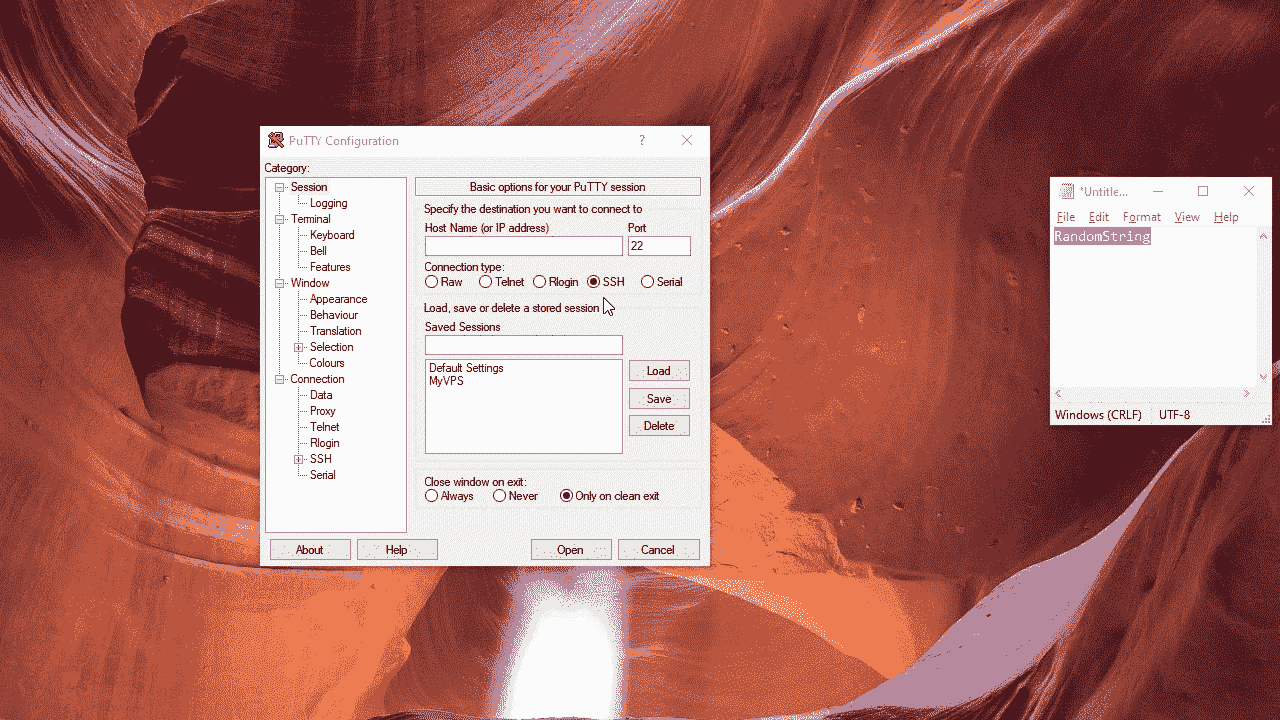 PuTTY Configuration
?
Category:
Session
Logging
Terminal
Keyboard
Bell
Features
Window
Appearance
Behaviour
Translation
Selection
Colours
Connection
Data
Proxy
Telnet
Rlogin
SSH
Serial
Basic options for your PuTTY session
Specify the destination you want to connect to
Host Name (or IP address) Port
22
Connection type:
Raw Telnet Rlogin SSH Serial
Load, save or delete a stored session
Saved Sessions
Default Settings
MyVPS
Load
Save
Delete
Close window on exit:
Always Never Only on clean exit
About Help Open Cancel
*Untitle...
File Edit Format View Help
RandomString
Windows (CRLF) UTF-8